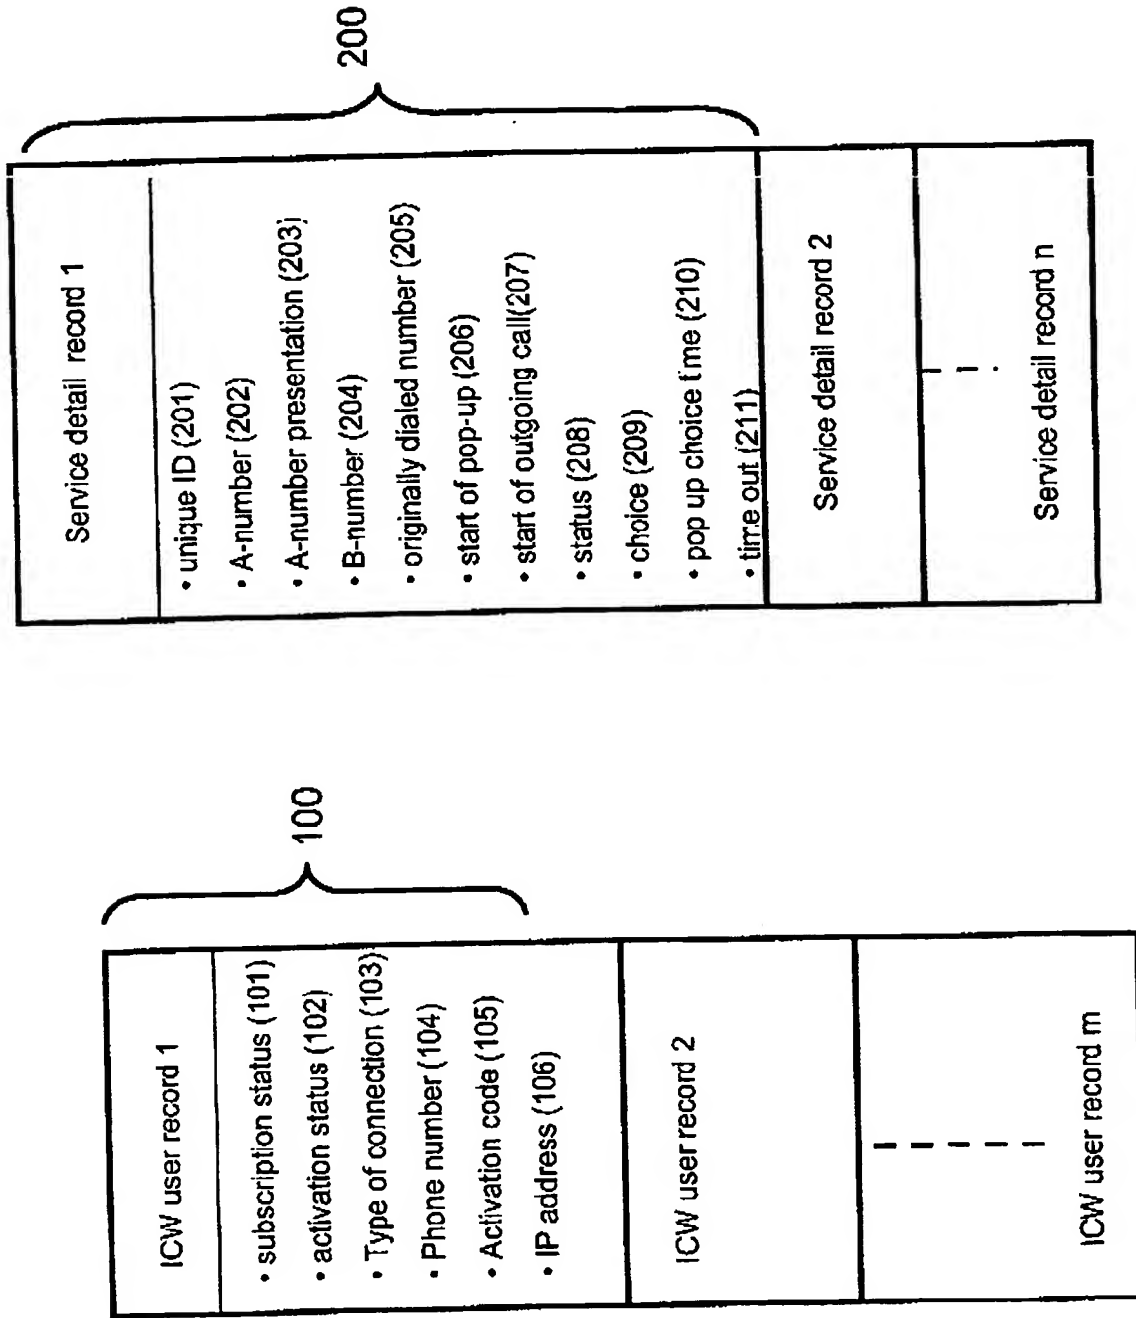 Service detail record 1
• unique ID (201)
• A-number (202)
• A-number presentation (203)
• B-number (204)
• originally dialed number (205)
• start of pop-up (206)
• start of outgoing call(207)
• status (208)
• choice (209)
• pop up choice time (210)
• time out (211)
Service detail record 2
Service detail record n
200
ICW user record 1
• subscription status (101)
• activation status (102)
• Type of connection (103)
• Phone number (104)
• Activation code (105)
• IP address (106)
ICW user record 2
ICW user record m
100